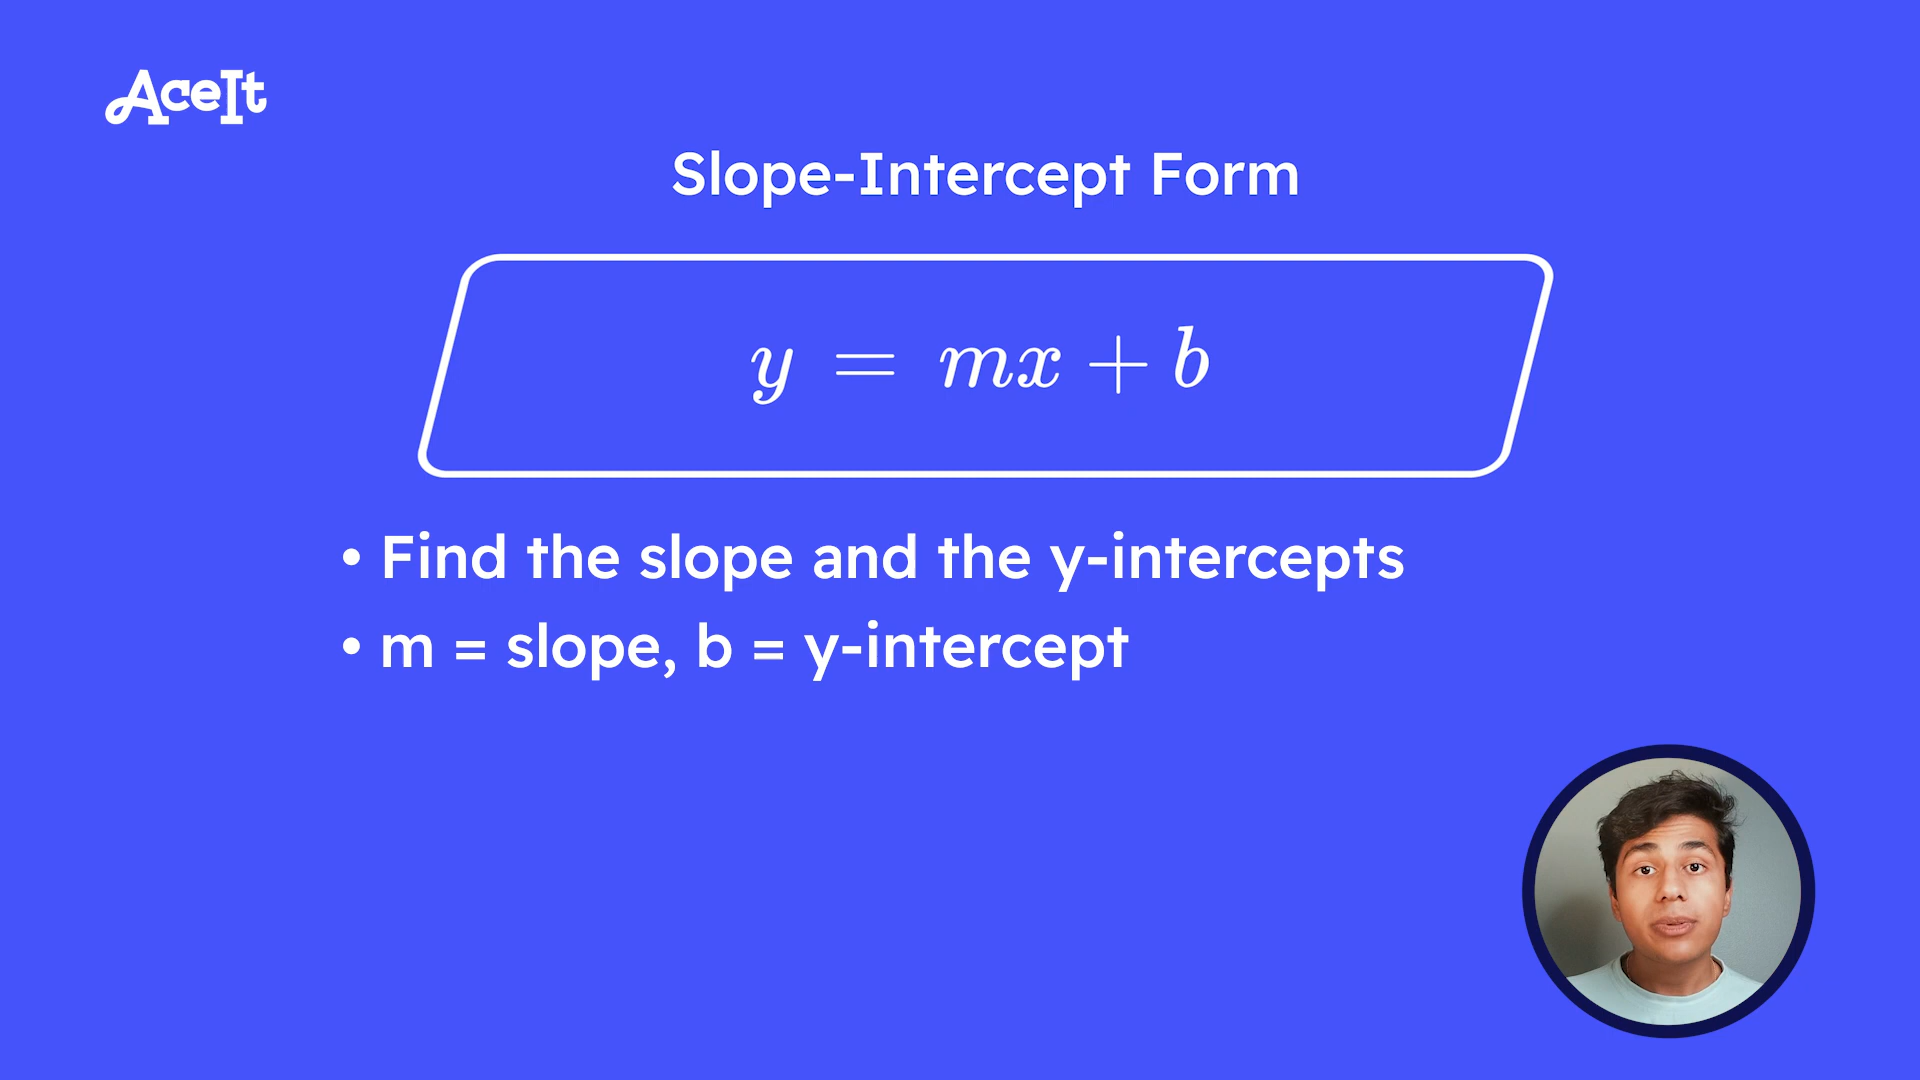 AceIt
Slope-Intercept Form
y = mx + b
• Find the slope and the y-intercepts
• m = slope, b = y-intercept